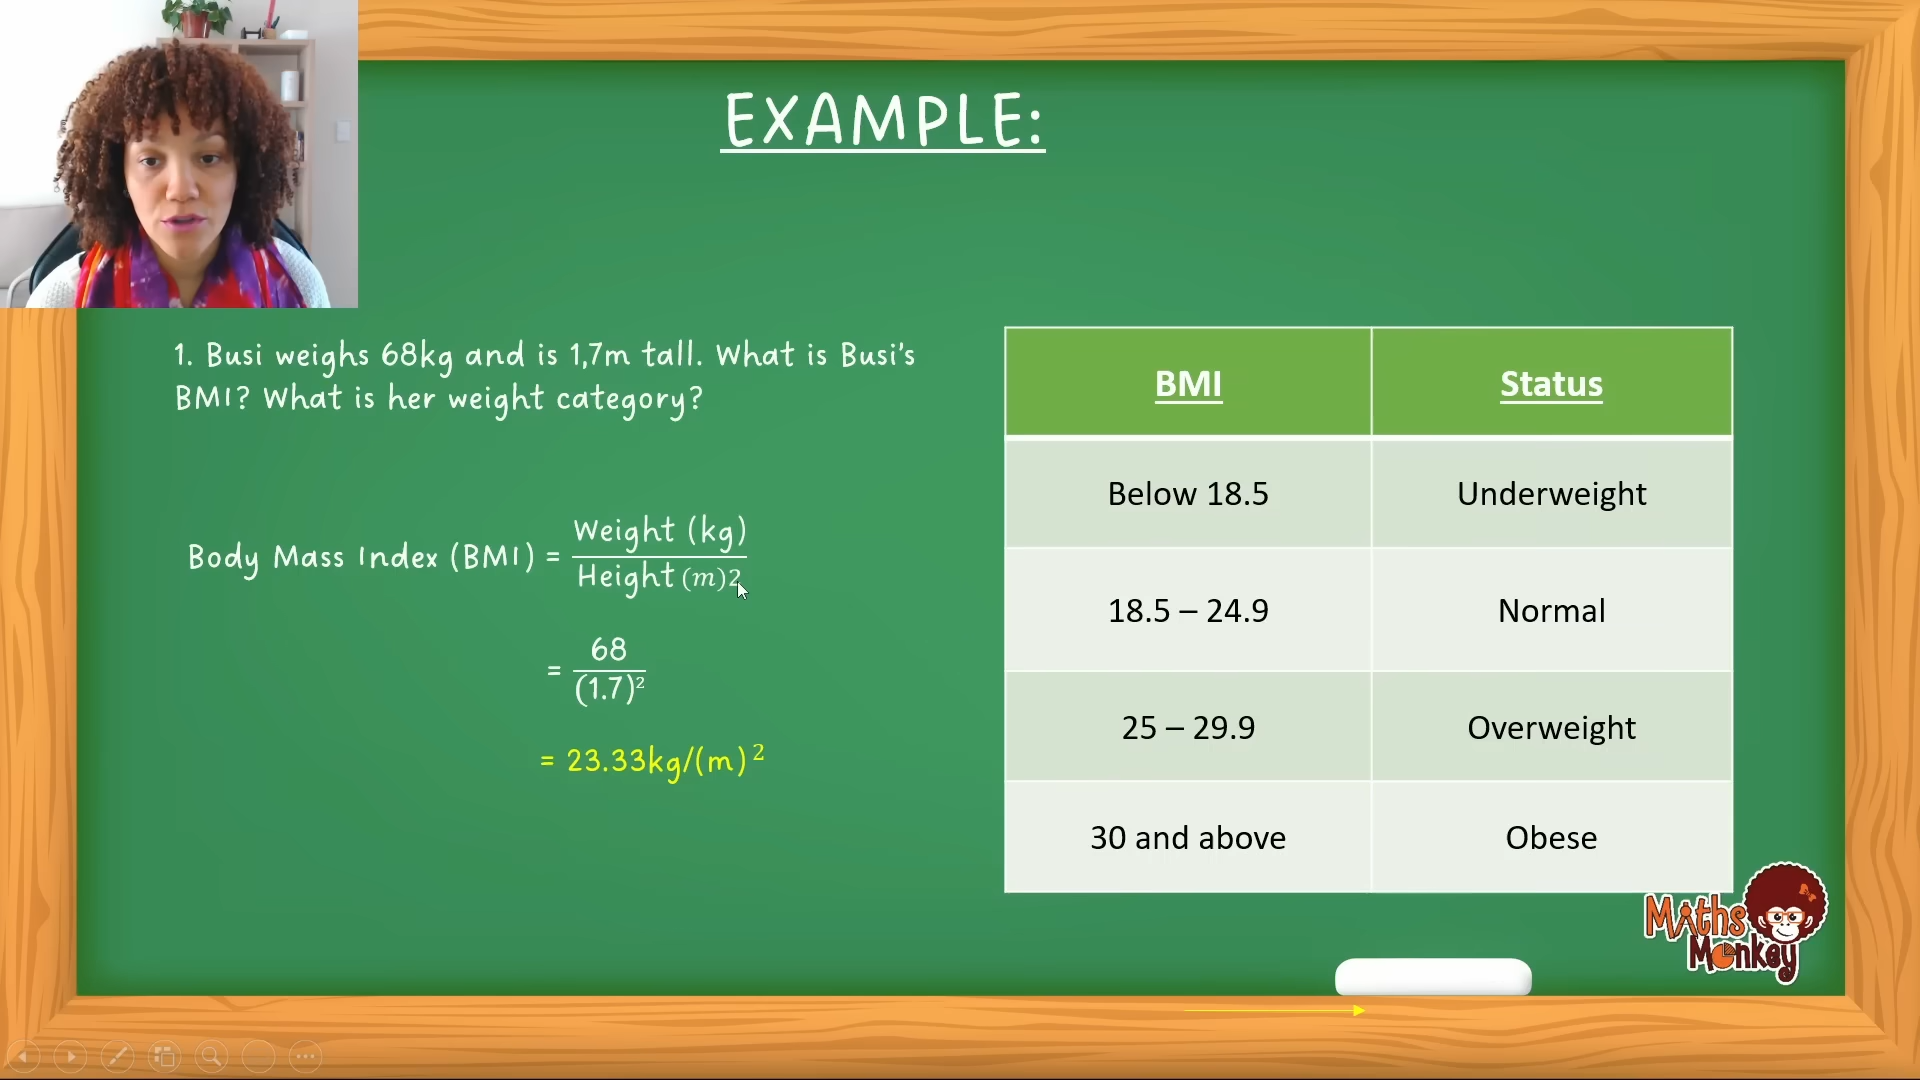 EXAMPLE:
1. Busi weighs 68kg and is 1,7m tall. What is Busi's
BMI? What is her weight category?
Body Mass Index (BMI) = Weight (kg) / Height (m)2
= 68 / (1.7)²
= 23.33kg/(m)²
BMI Status
Below 18.5 Underweight
18.5 – 24.9 Normal
25 – 29.9 Overweight
30 and above Obese
Maths
Monkey